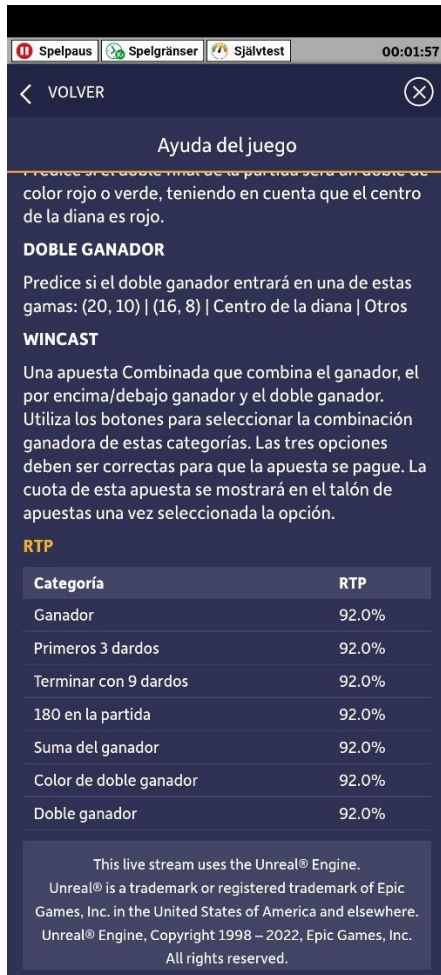 Spelpaus Spelgränser Självtest 00:01:57
VOLVER
Ayuda del juego
color rojo o verde, teniendo en cuenta que el centro
de la diana es rojo.
DOBLE GANADOR
Predice si el doble ganador entrará en una de estas
gamas: (20, 10) | (16, 8) | Centro de la diana | Otros
WINCAST
Una apuesta Combinada que combina el ganador, el
por encima/debajo ganador y el doble ganador.
Utiliza los botones para seleccionar la combinación
ganadora de estas categorías. Las tres opciones
deben ser correctas para que la apuesta se pague. La
cuota de esta apuesta se mostrará en el talón de
apuestas una vez seleccionada la opción.
RTP
Categoría RTP
Ganador 92.0%
Primeros 3 dardos 92.0%
Terminar con 9 dardos 92.0%
180 en la partida 92.0%
Suma del ganador 92.0%
Color de doble ganador 92.0%
Doble ganador 92.0%
This live stream uses the Unreal® Engine.
Unreal® is a trademark or registered trademark of Epic
Games, Inc. in the United States of America and elsewhere.
Unreal® Engine, Copyright 1998 – 2022, Epic Games, Inc.
All rights reserved.